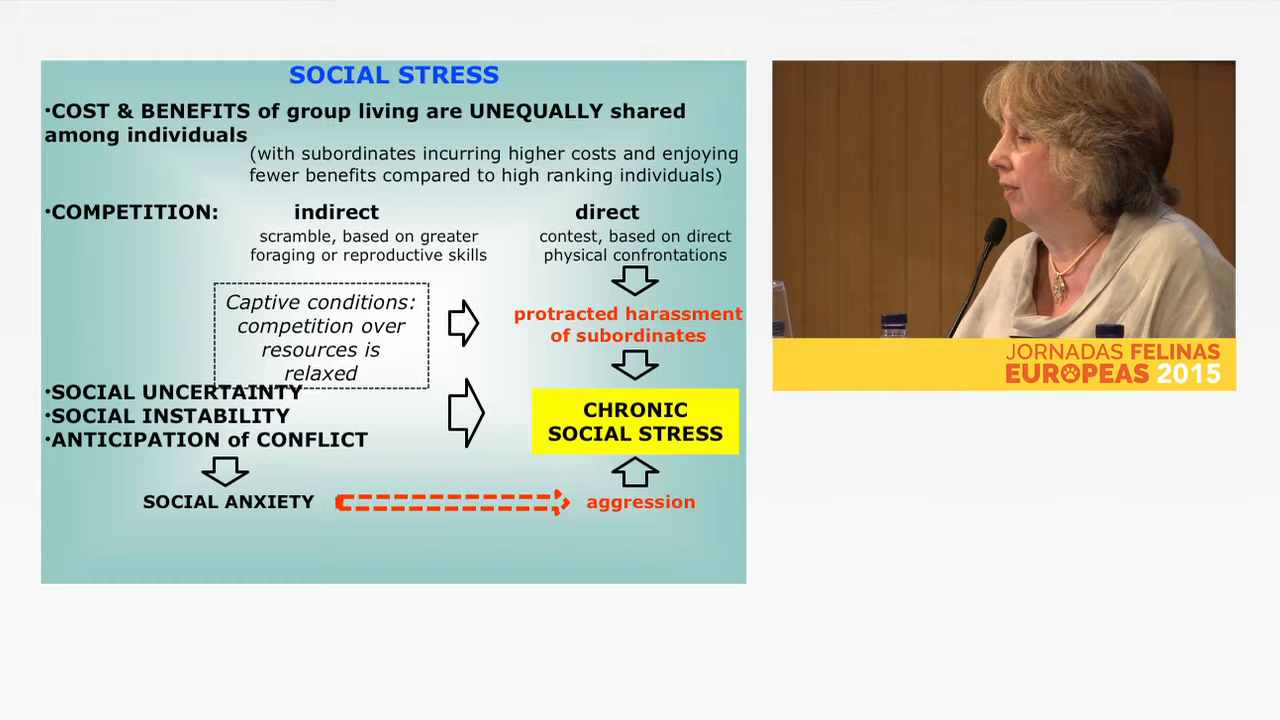 SOCIAL STRESS
•COST & BENEFITS of group living are UNEQUALLY shared
among individuals
(with subordinates incurring higher costs and enjoying
fewer benefits compared to high ranking individuals)
•COMPETITION: indirect direct
scramble, based on greater
foraging or reproductive skills
contest, based on direct
physical confrontations
Captive conditions:
competition over
resources is
relaxed
protracted harassment
of subordinates
•SOCIAL UNCERTAINTY
•SOCIAL INSTABILITY
•ANTICIPATION of CONFLICT
CHRONIC
SOCIAL STRESS
SOCIAL ANXIETY
aggression
JORNADAS FELINAS
EUROPEAS 2015